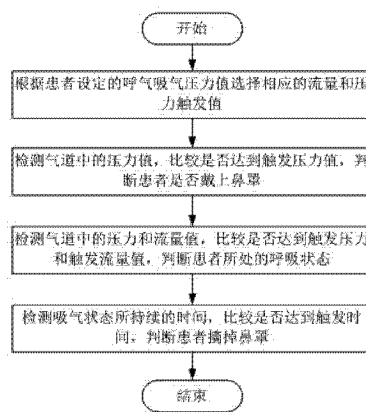 开始
根据患者设定的呼气吸气压力值选择相应的流量和压
力触发值
检测气道中的压力值，比较是否达到触发压力值，判
断患者是否戴上鼻罩
检测气道中的压力和流量值，比较是否达到触发压力
和触发流量值，判断患者所处的呼吸状态
检测吸气状态所持续的时间，比较是否达到触发时
间，判断患者摘掉鼻罩
结束